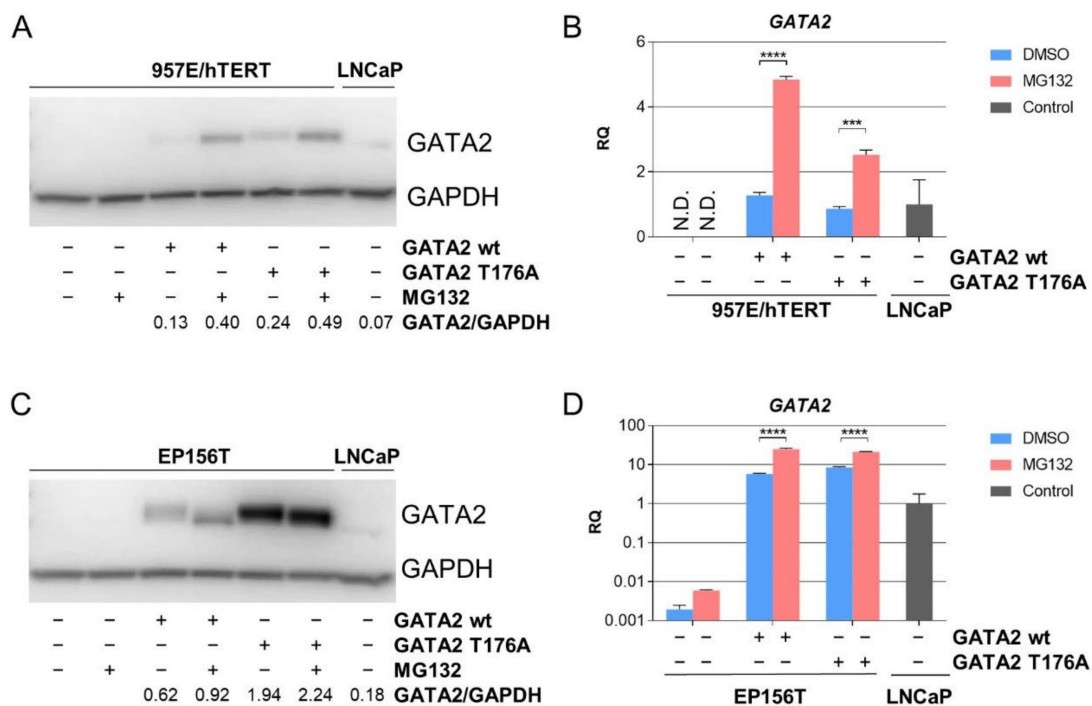 A
957E/hTERT LNCaP
GATA2
GAPDH
– – + + – – – GATA2 wt
– – – – + + – GATA2 T176A
– + – + – + – MG132
0.13 0.40 0.24 0.49 0.07 GATA2/GAPDH
B
GATA2
RQ
6
4
2
0
N.D. N.D.
**** ***
DMSO
MG132
Control
– – + + – – – GATA2 wt
– – – – + + – GATA2 T176A
957E/hTERT LNCaP
C
EP156T LNCaP
GATA2
GAPDH
– – + + – – – GATA2 wt
– – – – + + – GATA2 T176A
– + – + – + – MG132
0.62 0.92 1.94 2.24 0.18 GATA2/GAPDH
D
GATA2
RQ
100
10
1
0.1
0.01
0.001
**** ****
DMSO
MG132
Control
– – + + – – – GATA2 wt
– – – – + + – GATA2 T176A
EP156T LNCaP